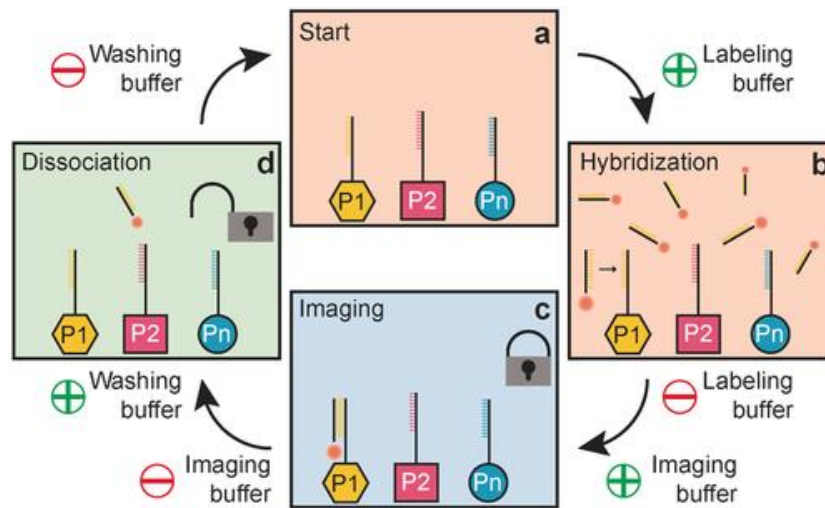 Start
a
P1
P2
Pn
Labeling
buffer
Hybridization
b
P1
P2
Pn
Labeling
buffer
Imaging
buffer
Imaging
c
P1
P2
Pn
Imaging
buffer
Washing
buffer
Dissociation
d
P1
P2
Pn
Washing
buffer